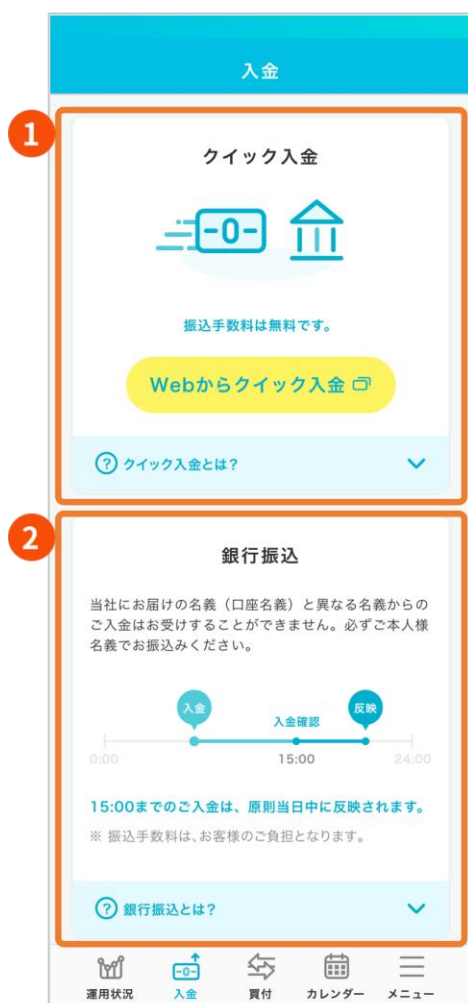 入金
1
クイック入金
-0-
振込手数料は無料です。
Webからクイック入金
? クイック入金とは?
2
銀行振込
当社にお届けの名義（口座名義）と異なる名義からの
ご入金はお受けすることができません。必ずご本人様
名義でお振込みください。
入金
反映
入金確認
0:00 15:00 24:00
15:00までのご入金は、原則当日中に反映されます。
※ 振込手数料は、お客様のご負担となります。
? 銀行振込とは?
-0-
運用状況 入金 買付 カレンダー メニュー